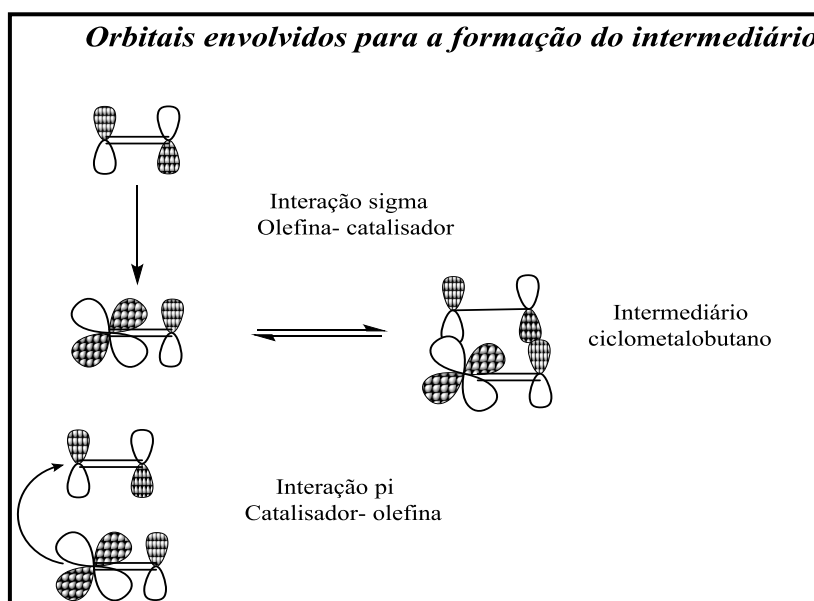 Orbitais envolvidos para a formação do intermediário
Interação sigma
Olefina- catalisador
Intermediário
ciclometalobutano
Interação pi
Catalisador- olefina